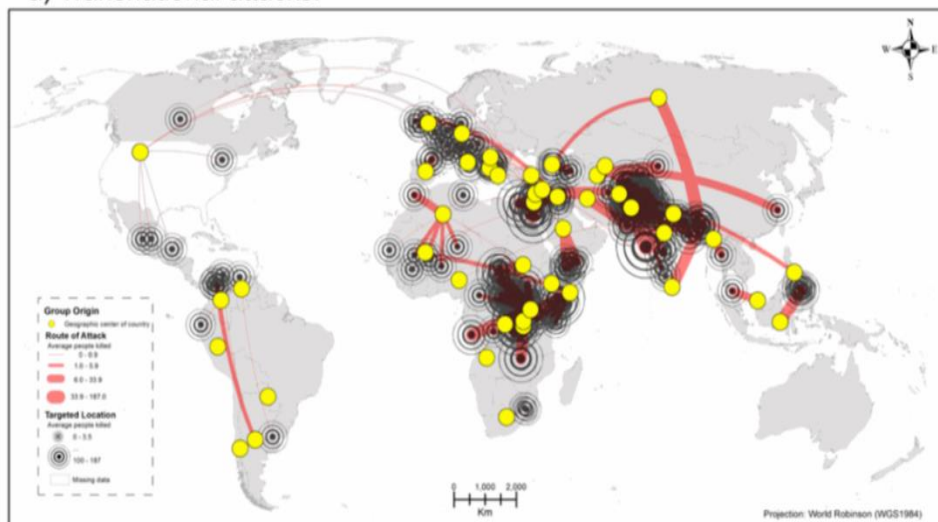 N
W E
S
Group Origin
Geographic center of country
Route of Attack
Average people killed
0 - 0.9
1.0 - 5.9
6.0 - 33.9
33.9 - 187.0
Targeted Location
Average people killed
0 - 3.5
...
100 - 187
Missing data
0 1,000 2,000
Km
Projection: World Robinson (WGS1984)